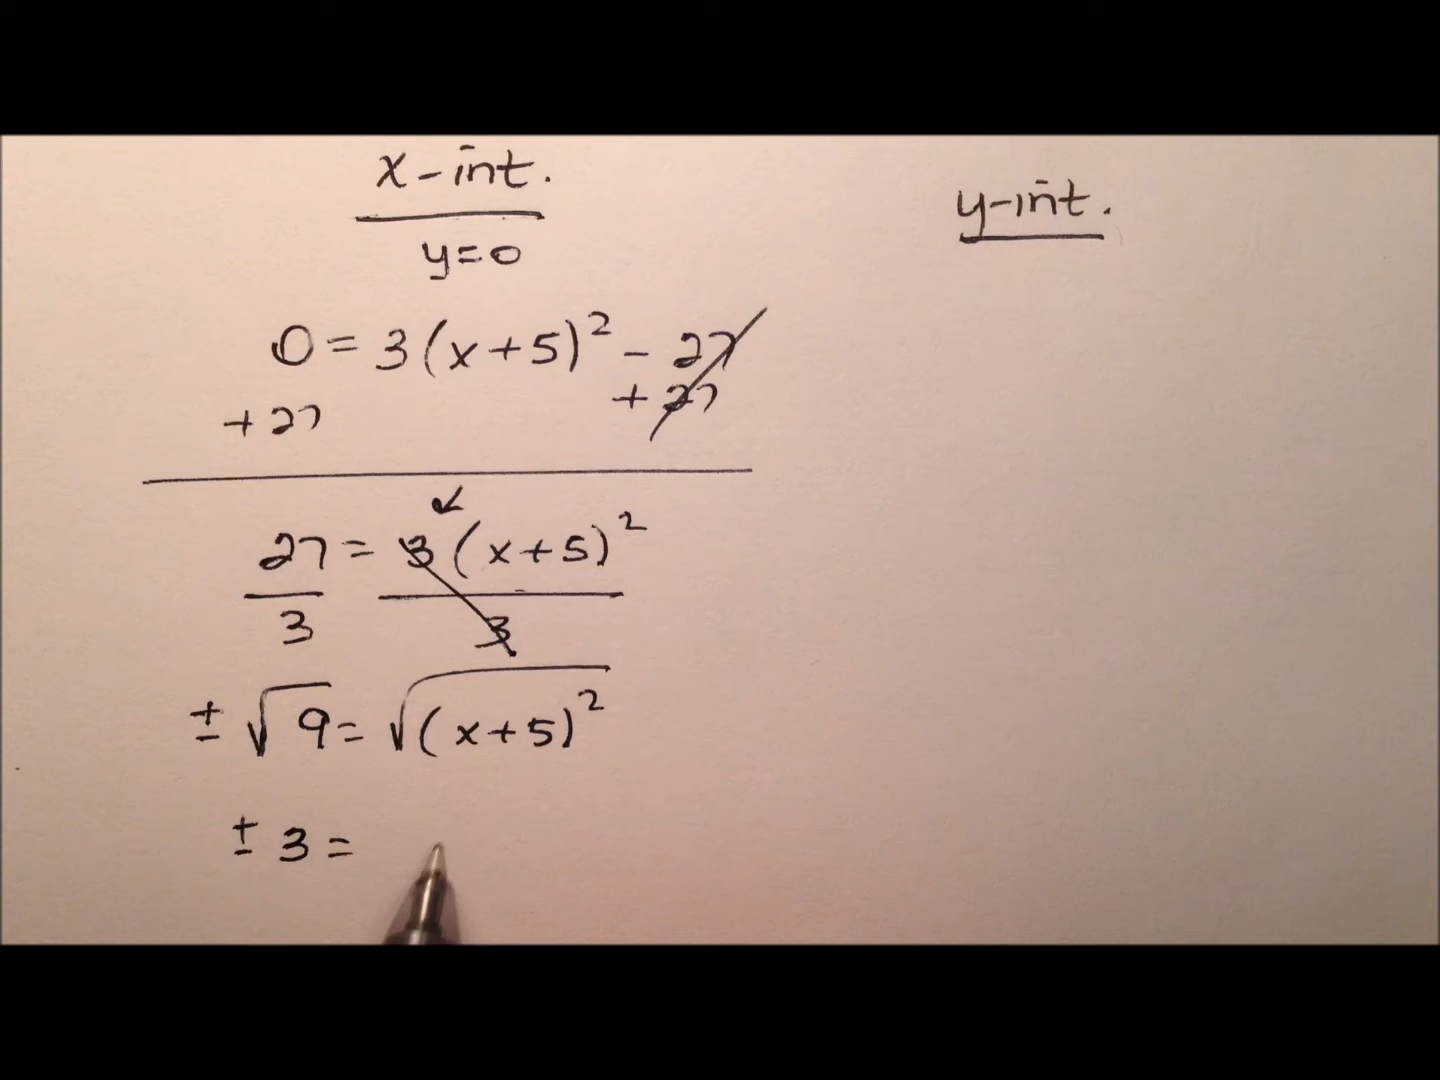 x-int.
y=0
0 = 3(x+5)² - 27
+27 +27
27 = 3(x+5)²
3 3
± √9 = √(x+5)²
± 3 =
y-int.